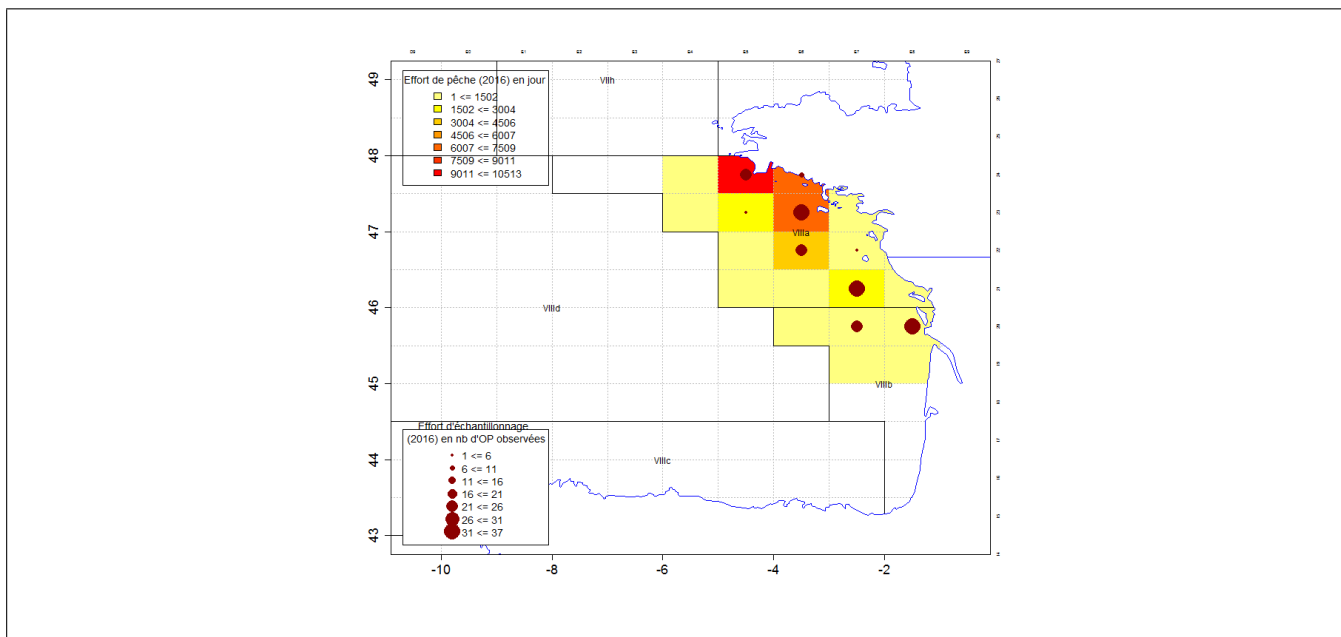 Effort de pêche (2016) en jour
1 <= 1502
1502 <= 3004
3004 <= 4506
4506 <= 6007
6007 <= 7509
7509 <= 9011
9011 <= 10513
VIIh
VIIIa
VIIId
VIIIb
VIIIc
Effort d'échantillonnage
(2016) en nb d'OP observées
1 <= 6
6 <= 11
11 <= 16
16 <= 21
21 <= 26
26 <= 31
31 <= 37
49
48
47
46
45
44
43
-10
-8
-6
-4
-2